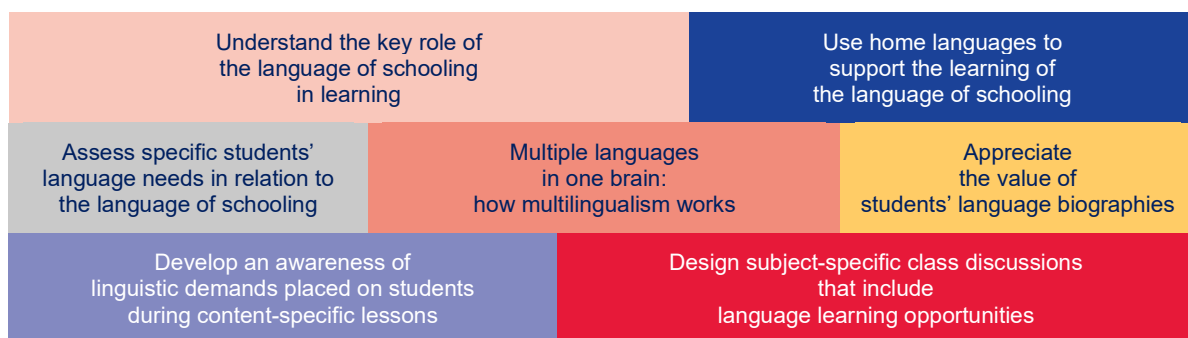 Understand the key role of
the language of schooling
in learning
Use home languages to
support the learning of
the language of schooling
Assess specific students’
language needs in relation to
the language of schooling
Multiple languages
in one brain:
how multilingualism works
Appreciate
the value of
students’ language biographies
Develop an awareness of
linguistic demands placed on students
during content-specific lessons
Design subject-specific class discussions
that include
language learning opportunities